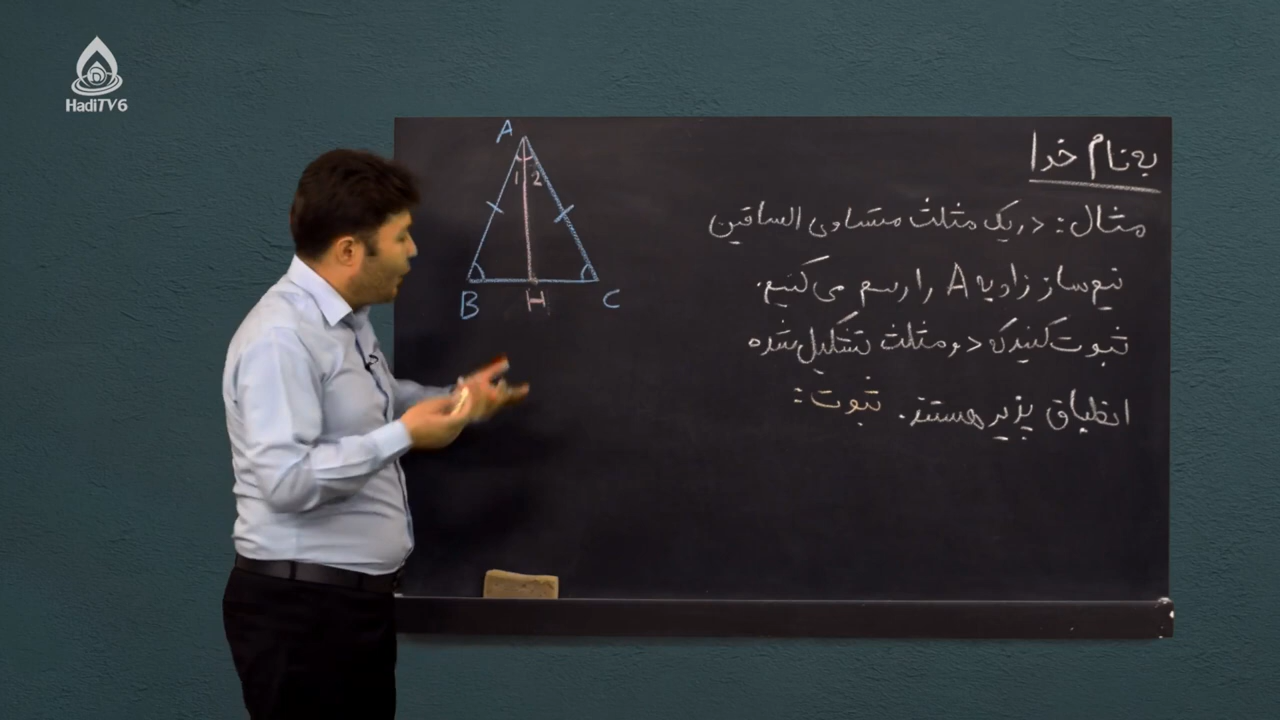 HadiTV6
به نام خدا
مثال: در یک مثلث متساوی الساقین
نیم‌ساز زاویه A را رسم می‌کنیم.
ثبوت کنید که دو مثلث تشکیل شده
انطباق پذیر هستند. ثبوت:
A
1 2
B H C